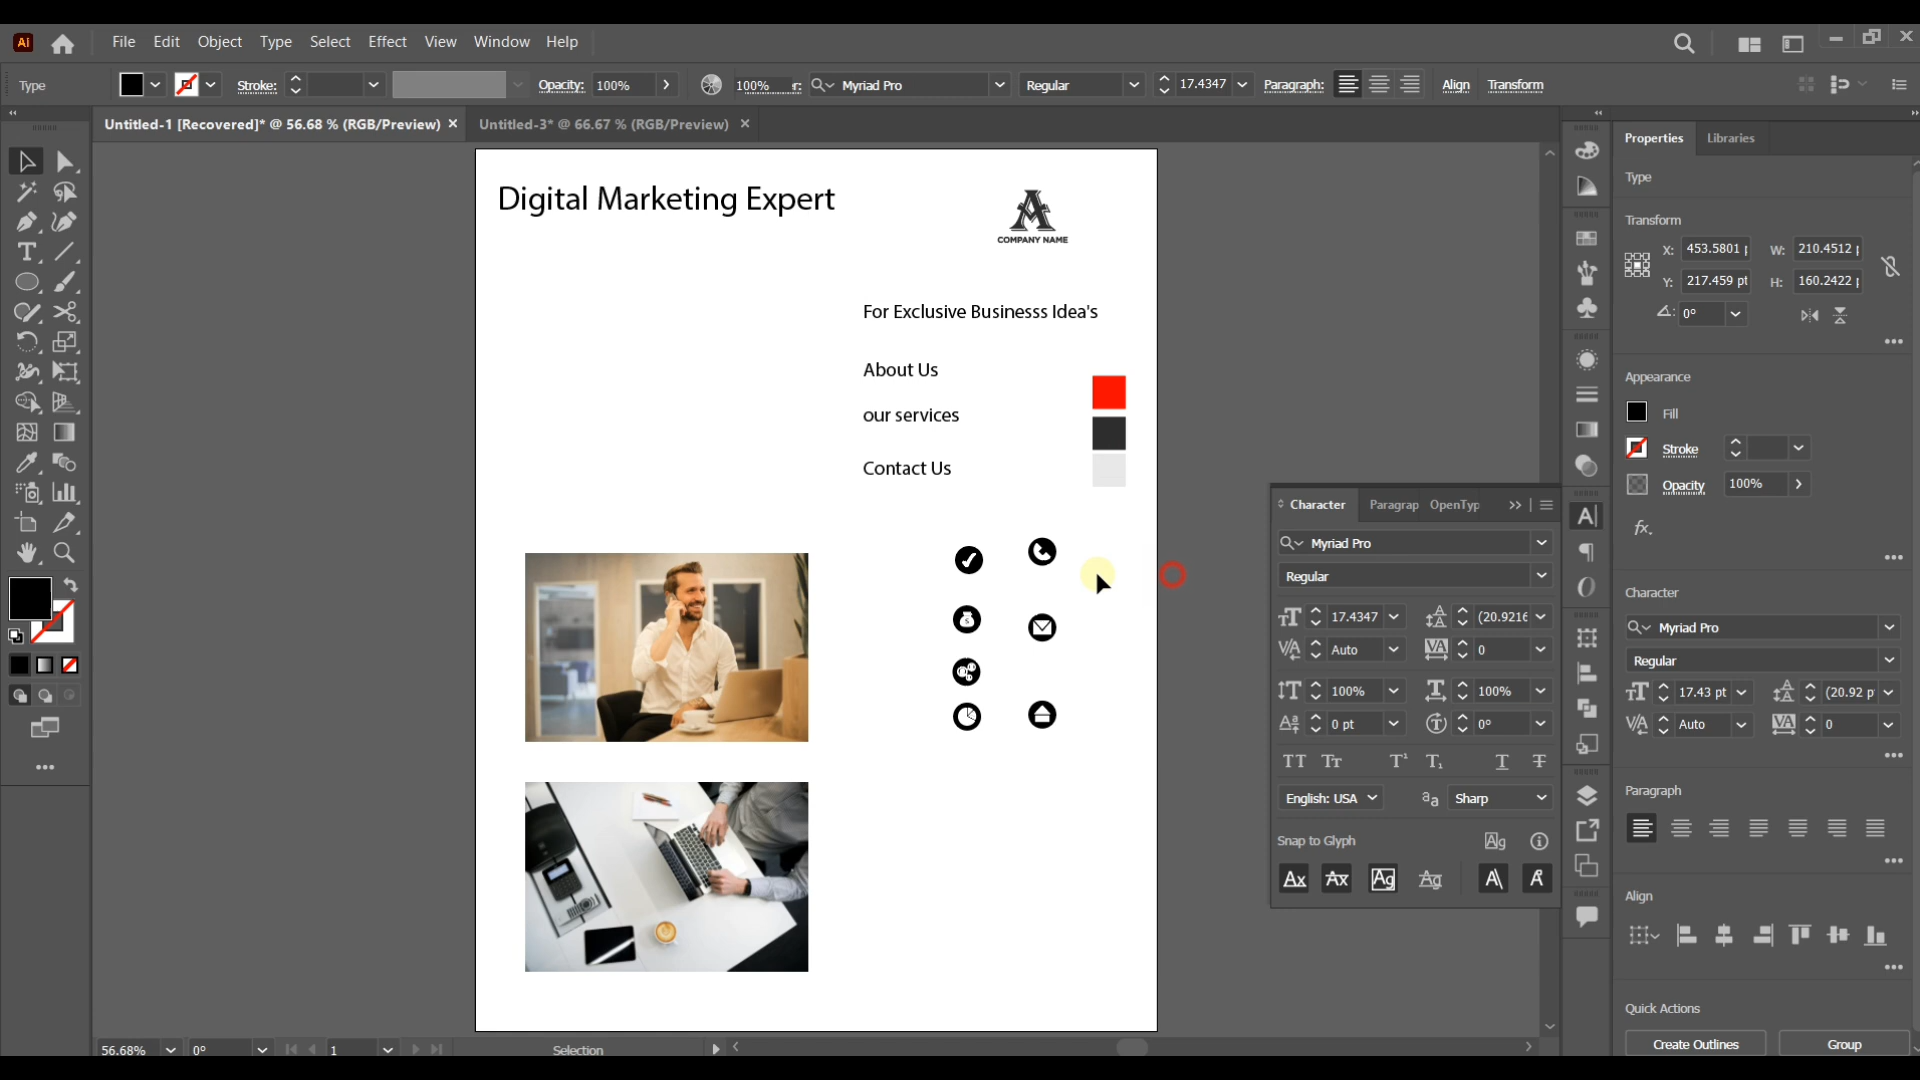 Ai File Edit Object Type Select Effect View Window Help
Type Stroke: Opacity: 100% 100% r: Myriad Pro Regular 17.4347 Paragraph: Align Transform
Untitled-1 [Recovered]* @ 56.68 % (RGB/Preview) Untitled-3* @ 66.67 % (RGB/Preview)
Digital Marketing Expert
A
COMPANY NAME
For Exclusive Businesss Idea's
About Us
our services
Contact Us
Character Paragrap OpenTyp
Myriad Pro
Regular
17.4347 (20.9216
Auto 0
100% 100%
0 pt 0°
English: USA Sharp
Snap to Glyph
Properties Libraries
Type
Transform
X: 453.5801 W: 210.4512
Y: 217.459 pt H: 160.2422
0°
Appearance
Fill
Stroke
Opacity 100%
fx.
Character
Myriad Pro
Regular
17.43 pt (20.92 p
Auto 0
Paragraph
Align
Quick Actions
Create Outlines Group
56.68% 0° 1 Selection